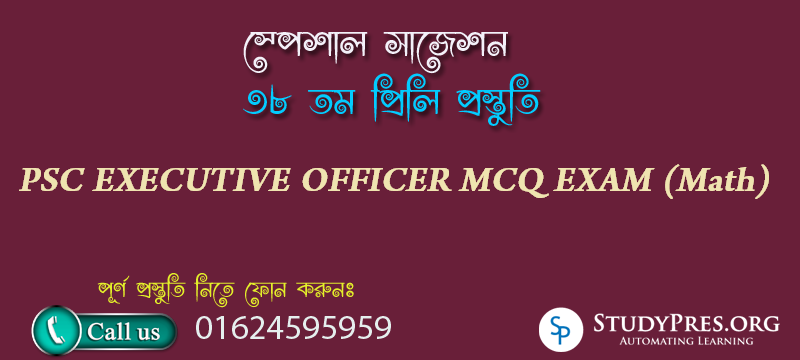 স্পেশাল সাজেশন
৩৮ তম প্রিলি প্রস্তুতি
PSC EXECUTIVE OFFICER MCQ EXAM (Math)
পূর্ণ প্রস্তুতি নিতে ফোন করুনঃ
Call us 01624595959
SP STUDYPRES.ORG
AUTOMATING LEARNING